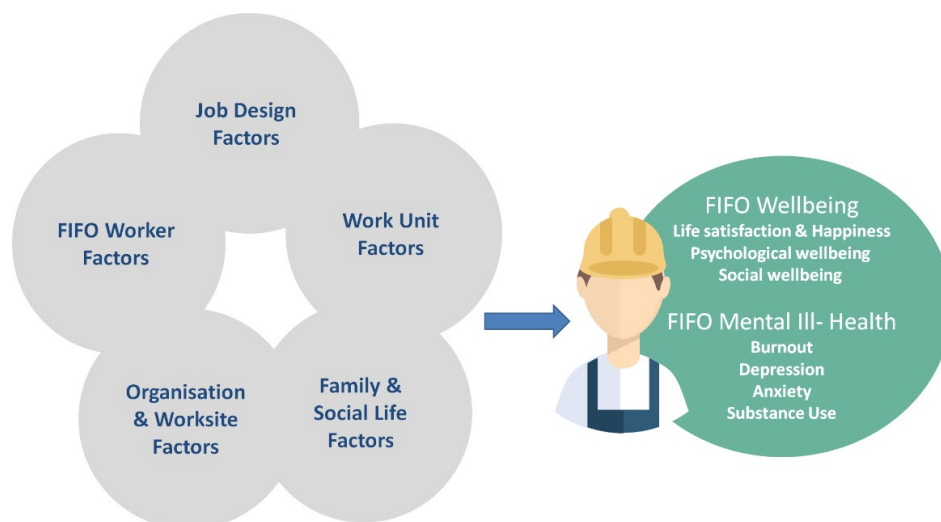 Job Design
Factors
FIFO Worker
Factors
Work Unit
Factors
Organisation
& Worksite
Factors
Family &
Social Life
Factors
FIFO Wellbeing
Life satisfaction & Happiness
Psychological wellbeing
Social wellbeing
FIFO Mental Ill- Health
Burnout
Depression
Anxiety
Substance Use